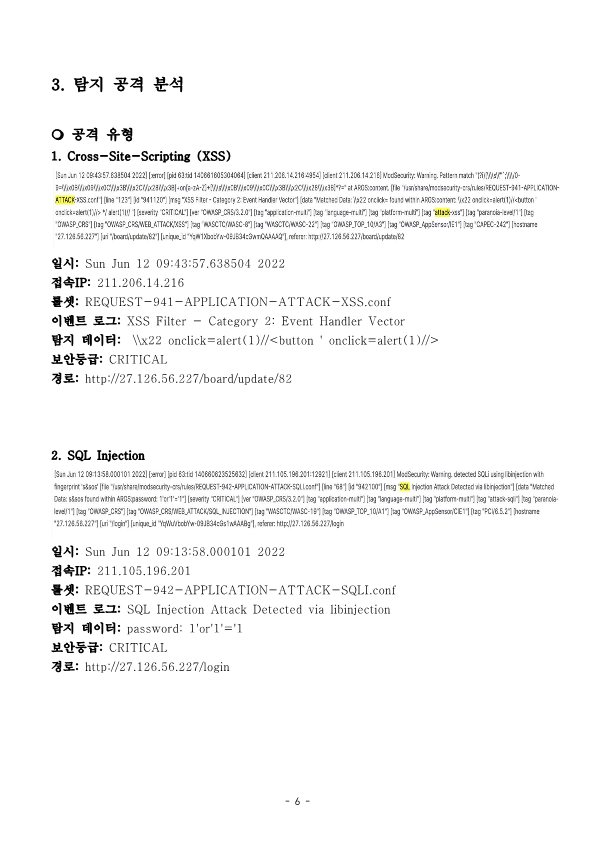 3. 탐지 공격 분석
❍ 공격 유형
1. Cross-Site-Scripting (XSS)
[Sun Jun 12 09:43:57.638504 2022] [:error] [pid 63:tid 140661605304064] [client 211.206.14.216:4954] [client 211.206.14.216] ModSecurity: Warning. Pattern match
at ARGS:content. [file "/usr/share/modsecurity-crs/rules/REQUEST-941-APPLICATION-
ATTACK-XSS.conf"] [line "123"] [id "941120"] [msg "XSS Filter - Category 2: Event Handler Vector"] [data "Matched Data: \\x22 onclick= found within ARGS:content: \\x22 onclick=alert(1)//<button '
onclick=alert(1)//> */ alert(1)//"] [severity "CRITICAL"] [ver "OWASP_CRS/3.2.0"] [tag "application-multi"] [tag "language-multi"] [tag "platform-multi"] [tag "attack-xss"] [tag "paranoia-level/1"] [tag
"OWASP_CRS"] [tag "OWASP_CRS/WEB_ATTACK/XSS"] [tag "WASCTC/WASC-8"] [tag "WASCTC/WASC-22"] [tag "OWASP_TOP_10/A3"] [tag "OWASP_AppSensor/IE1"] [tag "CAPEC-242"] [hostname
"27.126.56.227"] [uri "/board/update/82"] [unique_id "YqW1XbobYw-O9J34cGwmQAAAAQ"], referer: http://27.126.56.227/board/update/82
일시: Sun Jun 12 09:43:57.638504 2022
접속IP: 211.206.14.216
룰셋: REQUEST-941-APPLICATION-ATTACK-XSS.conf
이벤트 로그: XSS Filter - Category 2: Event Handler Vector
탐지 데이터: \\x22 onclick=alert(1)//<button ' onclick=alert(1)//>
보안등급: CRITICAL
경로: http://27.126.56.227/board/update/82
2. SQL Injection
[Sun Jun 12 09:13:58.000101 2022] [:error] [pid 63:tid 140660623525632] [client 211.105.196.201:12921] [client 211.105.196.201] ModSecurity: Warning. detected SQLi using libinjection with
fingerprint 's&sos' [file "/usr/share/modsecurity-crs/rules/REQUEST-942-APPLICATION-ATTACK-SQLI.conf"] [line "68"] [id "942100"] [msg "SQL Injection Attack Detected via libinjection"] [data "Matched
Data: s&sos found within ARGS:password: 1'or'1'='1"] [severity "CRITICAL"] [ver "OWASP_CRS/3.2.0"] [tag "application-multi"] [tag "language-multi"] [tag "platform-multi"] [tag "attack-sqli"] [tag "paranoia-
level/1"] [tag "OWASP_CRS"] [tag "OWASP_CRS/WEB_ATTACK/SQL_INJECTION"] [tag "WASCTC/WASC-19"] [tag "OWASP_TOP_10/A1"] [tag "OWASP_AppSensor/CIE1"] [tag "PCI/6.5.2"] [hostname
"27.126.56.227"] [uri "/login"] [unique_id "YqWuVbobYw-O9JB34cGs1wAAABg"], referer: http://27.126.56.227/login
일시: Sun Jun 12 09:13:58.000101 2022
접속IP: 211.105.196.201
룰셋: REQUEST-942-APPLICATION-ATTACK-SQLI.conf
이벤트 로그: SQL Injection Attack Detected via libinjection
탐지 데이터: password: 1'or'1'='1
보안등급: CRITICAL
경로: http://27.126.56.227/login
- 6 -